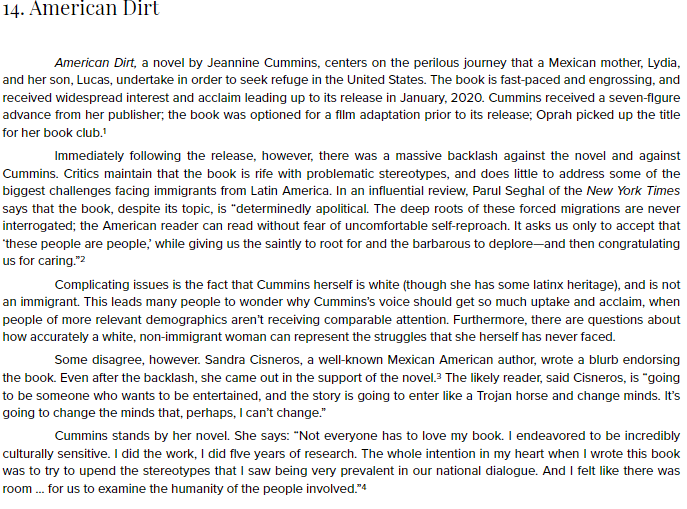 14. American Dirt
American Dirt, a novel by Jeannine Cummins, centers on the perilous journey that a Mexican mother, Lydia,
and her son, Lucas, undertake in order to seek refuge in the United States. The book is fast-paced and engrossing, and
received widespread interest and acclaim leading up to its release in January, 2020. Cummins received a seven-figure
advance from her publisher; the book was optioned for a film adaptation prior to its release; Oprah picked up the title
for her book club.¹
Immediately following the release, however, there was a massive backlash against the novel and against
Cummins. Critics maintain that the book is rife with problematic stereotypes, and does little to address some of the
biggest challenges facing immigrants from Latin America. In an influential review, Parul Seghal of the New York Times
says that the book, despite its topic, is “determinedly apolitical. The deep roots of these forced migrations are never
interrogated; the American reader can read without fear of uncomfortable self-reproach. It asks us only to accept that
‘these people are people,’ while giving us the saintly to root for and the barbarous to deplore—and then congratulating
us for caring.”²
Complicating issues is the fact that Cummins herself is white (though she has some latinx heritage), and is not
an immigrant. This leads many people to wonder why Cummins’s voice should get so much uptake and acclaim, when
people of more relevant demographics aren’t receiving comparable attention. Furthermore, there are questions about
how accurately a white, non-immigrant woman can represent the struggles that she herself has never faced.
Some disagree, however. Sandra Cisneros, a well-known Mexican American author, wrote a blurb endorsing
the book. Even after the backlash, she came out in the support of the novel.³ The likely reader, said Cisneros, is “going
to be someone who wants to be entertained, and the story is going to enter like a Trojan horse and change minds. It’s
going to change the minds that, perhaps, I can’t change.”
Cummins stands by her novel. She says: “Not everyone has to love my book. I endeavored to be incredibly
culturally sensitive. I did the work, I did five years of research. The whole intention in my heart when I wrote this book
was to try to upend the stereotypes that I saw being very prevalent in our national dialogue. And I felt like there was
room ... for us to examine the humanity of the people involved.”⁴